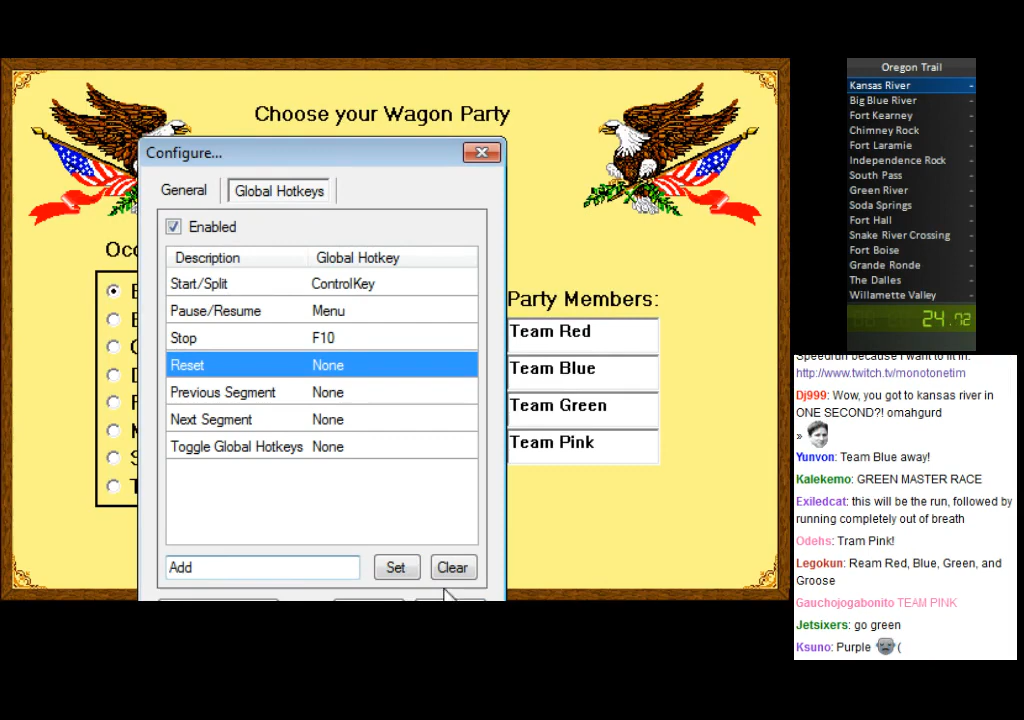 Choose your Wagon Party
Configure...
General
Global Hotkeys
Enabled
Description Global Hotkey
Start/Split ControlKey
Pause/Resume Menu
Stop F10
Reset None
Previous Segment None
Next Segment None
Toggle Global Hotkeys None
Add
Set
Clear
Occ
Party Members:
Team Red
Team Blue
Team Green
Team Pink
Oregon Trail
Kansas River -
Big Blue River -
Fort Kearney -
Chimney Rock -
Fort Laramie -
Independence Rock -
South Pass -
Green River -
Soda Springs -
Fort Hall -
Snake River Crossing -
Fort Boise -
Grande Ronde -
The Dalles -
Willamette Valley -
24.72
Speedrun because I want to fit in.
http://www.twitch.tv/monotonetim
Dj999: Wow, you got to kansas river in
ONE SECOND?! omahgurd
»
Yunvon: Team Blue away!
Kalekemo: GREEN MASTER RACE
Exiledcat: this will be the run, followed by
running completely out of breath
Odehs: Tram Pink!
Legokun: Ream Red, Blue, Green, and
Groose
Gauchojogabonito TEAM PINK
Jetsixers: go green
Ksuno: Purple (